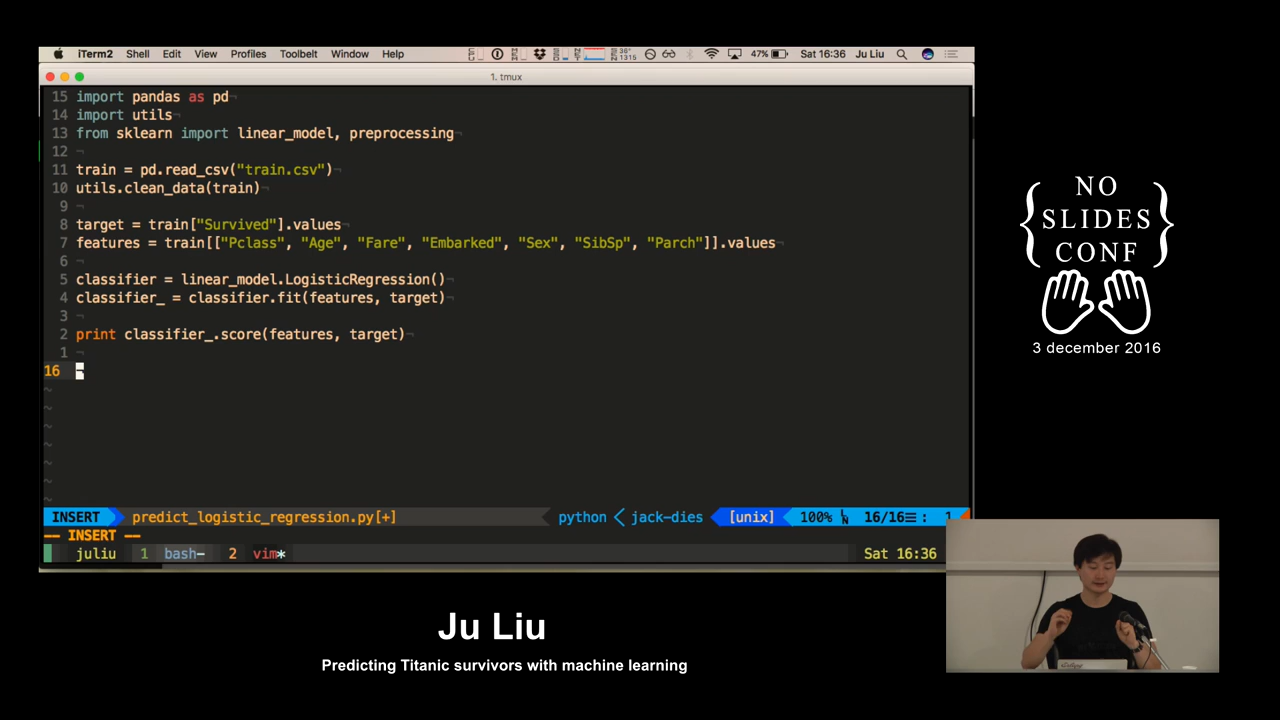 iTerm2 Shell Edit View Profiles Toolbelt Window Help 47% Sat 16:36 Ju Liu
1. tmux
15 import pandas as pd¬
14 import utils¬
13 from sklearn import linear_model, preprocessing¬
12 ¬
11 train = pd.read_csv("train.csv")¬
10 utils.clean_data(train)¬
9 ¬
8 target = train["Survived"].values¬
7 features = train[["Pclass", "Age", "Fare", "Embarked", "Sex", "SibSp", "Parch"]].values¬
6 ¬
5 classifier = linear_model.LogisticRegression()¬
4 classifier_ = classifier.fit(features, target)¬
3 ¬
2 print classifier_.score(features, target)¬
1 ¬
16
~
~
~
~
~
~
~
INSERT predict_logistic_regression.py[+] python jack-dies [unix] 100% 16/16 : 1
-- INSERT --
juliu 1 bash- 2 vim* Sat 16:36
NO
SLIDES
CONF
3 december 2016
Ju Liu
Predicting Titanic survivors with machine learning